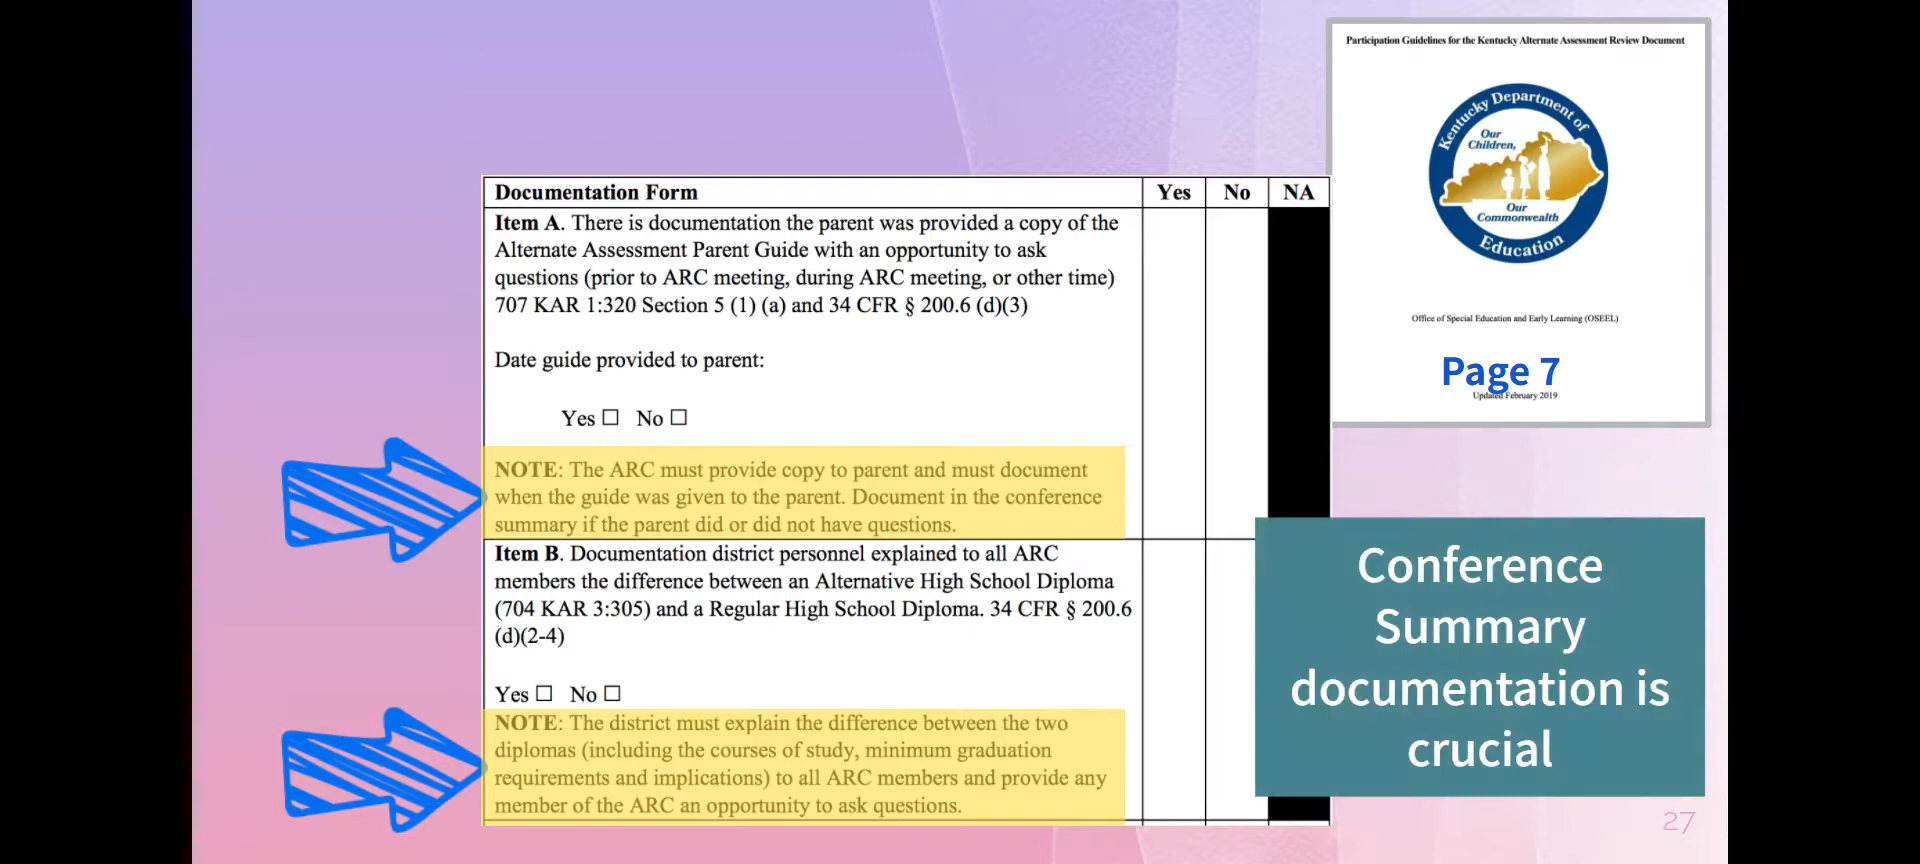 Participation Guidelines for the Kentucky Alternate Assessment Review Document
Kentucky Department of
Education
Our
Children,
Our
Commonwealth
Office of Special Education and Early Learning (OSEEL)
Page 7
Updated February 2019
Documentation Form Yes No NA
Item A. There is documentation the parent was provided a copy of the
Alternate Assessment Parent Guide with an opportunity to ask
questions (prior to ARC meeting, during ARC meeting, or other time)
707 KAR 1:320 Section 5 (1) (a) and 34 CFR § 200.6 (d)(3)
Date guide provided to parent:
Yes ☐ No ☐
NOTE: The ARC must provide copy to parent and must document
when the guide was given to the parent. Document in the conference
summary if the parent did or did not have questions.
Item B. Documentation district personnel explained to all ARC
members the difference between an Alternative High School Diploma
(704 KAR 3:305) and a Regular High School Diploma. 34 CFR § 200.6
(d)(2-4)
Yes ☐ No ☐
NOTE: The district must explain the difference between the two
diplomas (including the courses of study, minimum graduation
requirements and implications) to all ARC members and provide any
member of the ARC an opportunity to ask questions.
Conference
Summary
documentation is
crucial
27